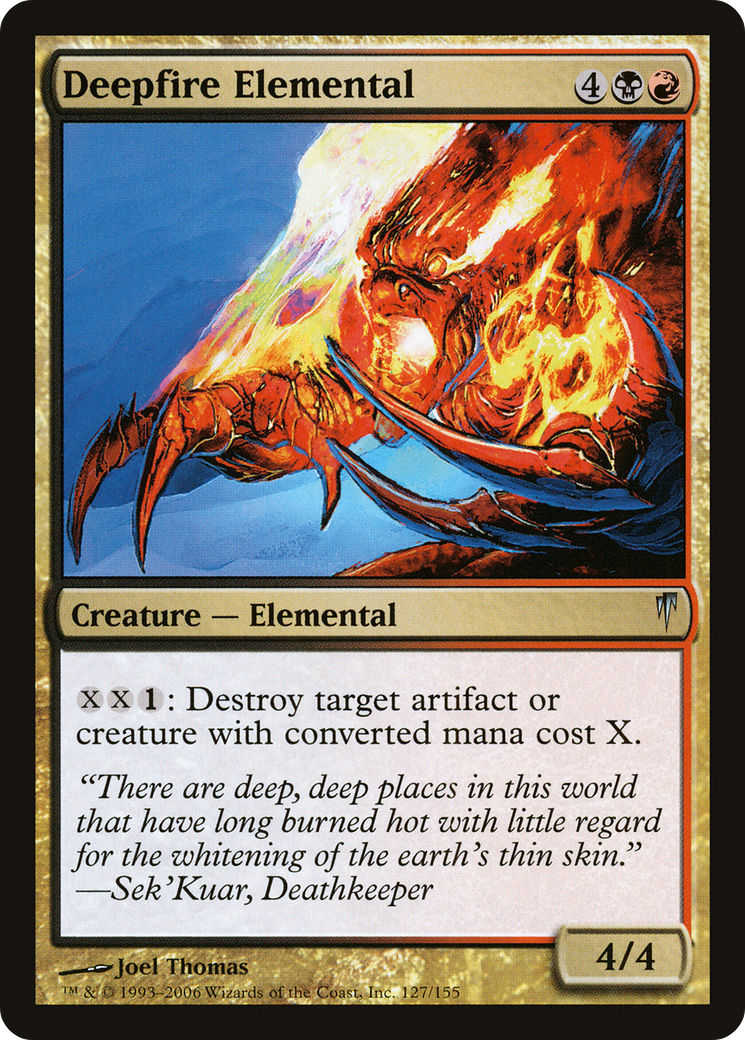 Deepfire Elemental 4
Creature — Elemental
X X 1: Destroy target artifact or
creature with converted mana cost X.
“There are deep, deep places in this world
that have long burned hot with little regard
for the whitening of the earth’s thin skin.”
—Sek’Kuar, Deathkeeper
4/4
Joel Thomas
™ & © 1993–2006 Wizards of the Coast, Inc. 127/155